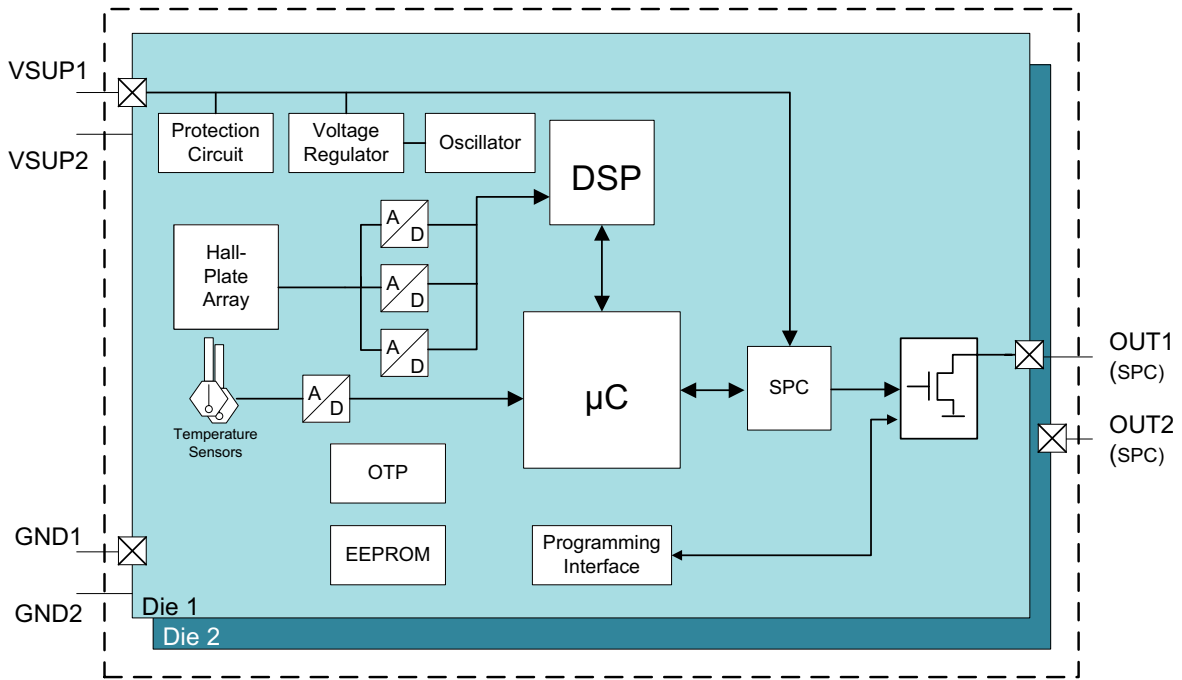 VSUP1
VSUP2
Protection
Circuit
Voltage
Regulator
Oscillator
DSP
A
D
Hall-
Plate
Array
A
D
A
D
Temperature
Sensors
A
D
µC
SPC
OUT1
(SPC)
OUT2
(SPC)
OTP
EEPROM
Programming
Interface
GND1
GND2
Die 1
Die 2